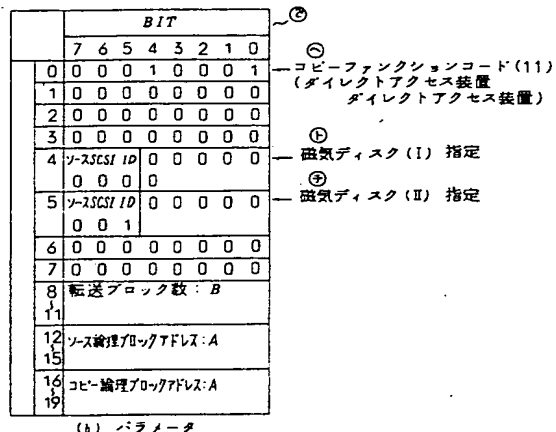 BIT
7 6 5 4 3 2 1 0
0 0 0 0 1 0 0 0 1 コピーファンクションコード(11)
(ダイレクトアクセス装置
ダイレクトアクセス装置)
1 0 0 0 0 0 0 0 0
2 0 0 0 0 0 0 0 0
3 0 0 0 0 0 0 0 0
4 ソースSCSI ID 0 0 0 0 0 磁気ディスク(I) 指定
0 0 0 0
5 ソースSCSI ID 0 0 0 0 0 磁気ディスク(II) 指定
0 0 1
6 0 0 0 0 0 0 0 0
7 0 0 0 0 0 0 0 0
8 転送ブロック数: B
11
12 ソース論理ブロックアドレス:A
15
16 コピー論理ブロックアドレス:A
19
(b) パラメータ